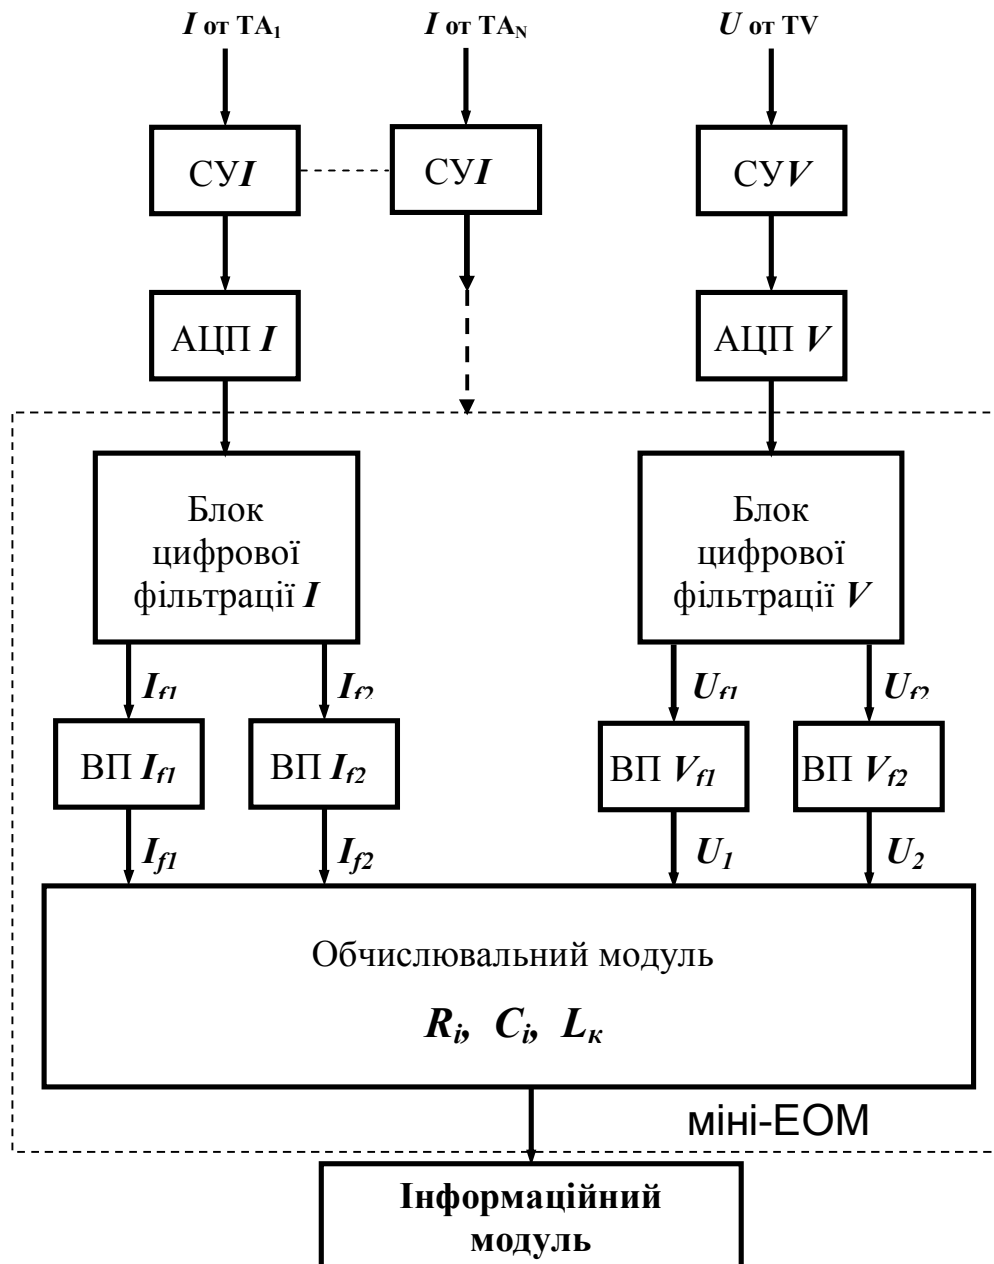 I от TA1 I от TAN U от TV
СУI СУI СУV
АЦП I АЦП V
Блок
цифрової
фільтрації I
Блок
цифрової
фільтрації V
If1 If2 Uf1 Uf2
ВП If1 ВП If2 ВП Vf1 ВП Vf2
If1 If2 U1 U2
Обчислювальний модуль
Ri, Ci, Lк
міні-ЕОМ
Інформаційний
модуль